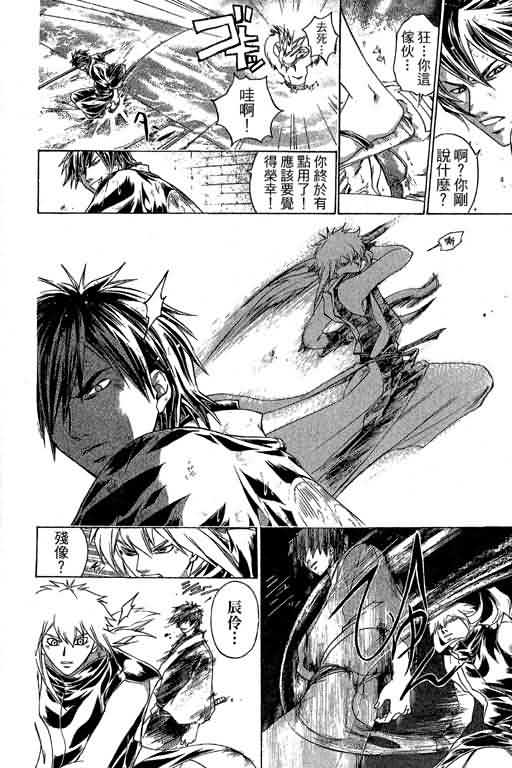 狂…你這
傢伙…
啊？你剛
說什麼？
去死…
ゴキッ
哇啊！
你終於有
點用了！
應該要覺
得榮幸！
嘶
辰伶…
殘像？